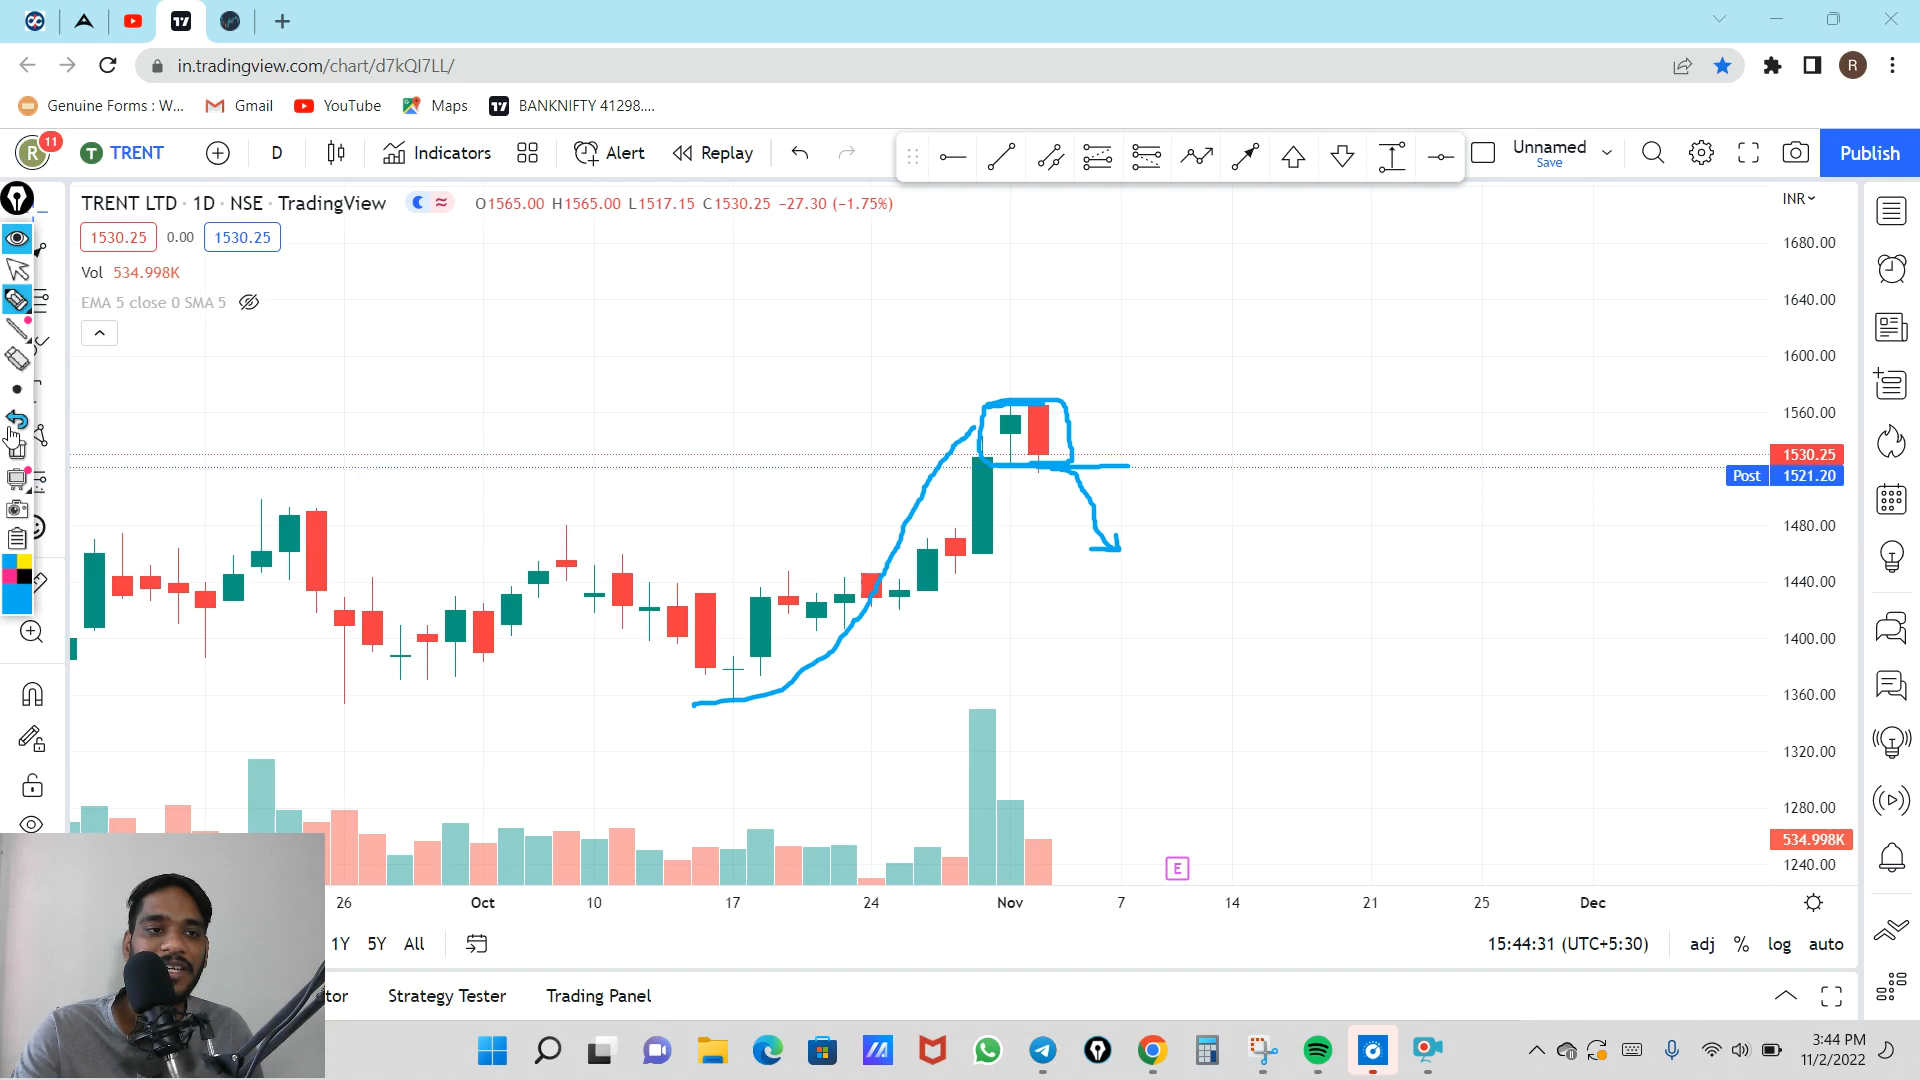 in.tradingview.com/chart/d7kQI7LL/
R
Genuine Forms : W...
Gmail
YouTube
Maps
BANKNIFTY 41298....
R
11
TRENT
D
Indicators
Alert
Replay
Unnamed
Save
Publish
TRENT LTD · 1D · NSE · TradingView
O1565.00 H1565.00 L1517.15 C1530.25 −27.30 (−1.75%)
INR
1530.25
0.00
1530.25
Vol 534.998K
EMA 5 close 0 SMA 5
1680.00
1640.00
1600.00
1560.00
1530.25
Post 1521.20
1480.00
1440.00
1400.00
1360.00
1320.00
1280.00
534.998K
1240.00
E
26
Oct
10
17
24
Nov
7
14
21
25
Dec
1Y
5Y
All
15:44:31 (UTC+5:30)
adj
%
log
auto
tor
Strategy Tester
Trading Panel
3:44 PM
11/2/2022